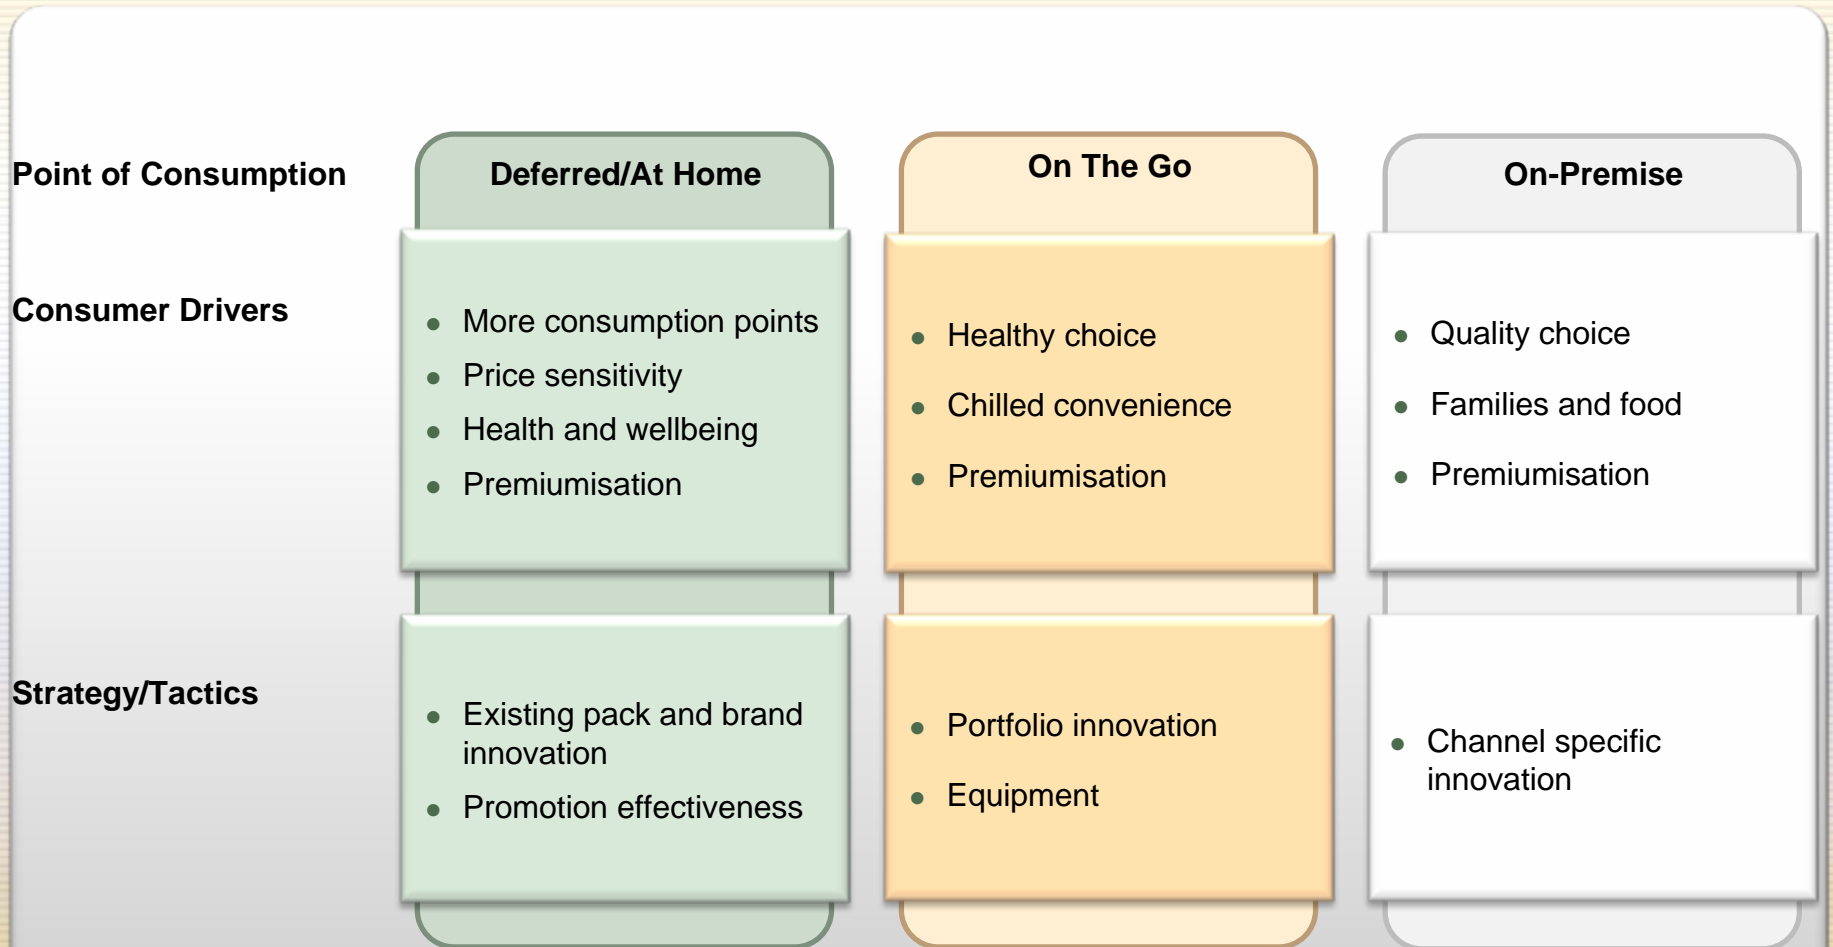 Point of Consumption
Deferred/At Home
On The Go
On-Premise
Consumer Drivers
● More consumption points
● Price sensitivity
● Health and wellbeing
● Premiumisation
● Healthy choice
● Chilled convenience
● Premiumisation
● Quality choice
● Families and food
● Premiumisation
Strategy/Tactics
● Existing pack and brand
innovation
● Promotion effectiveness
● Portfolio innovation
● Equipment
● Channel specific
innovation